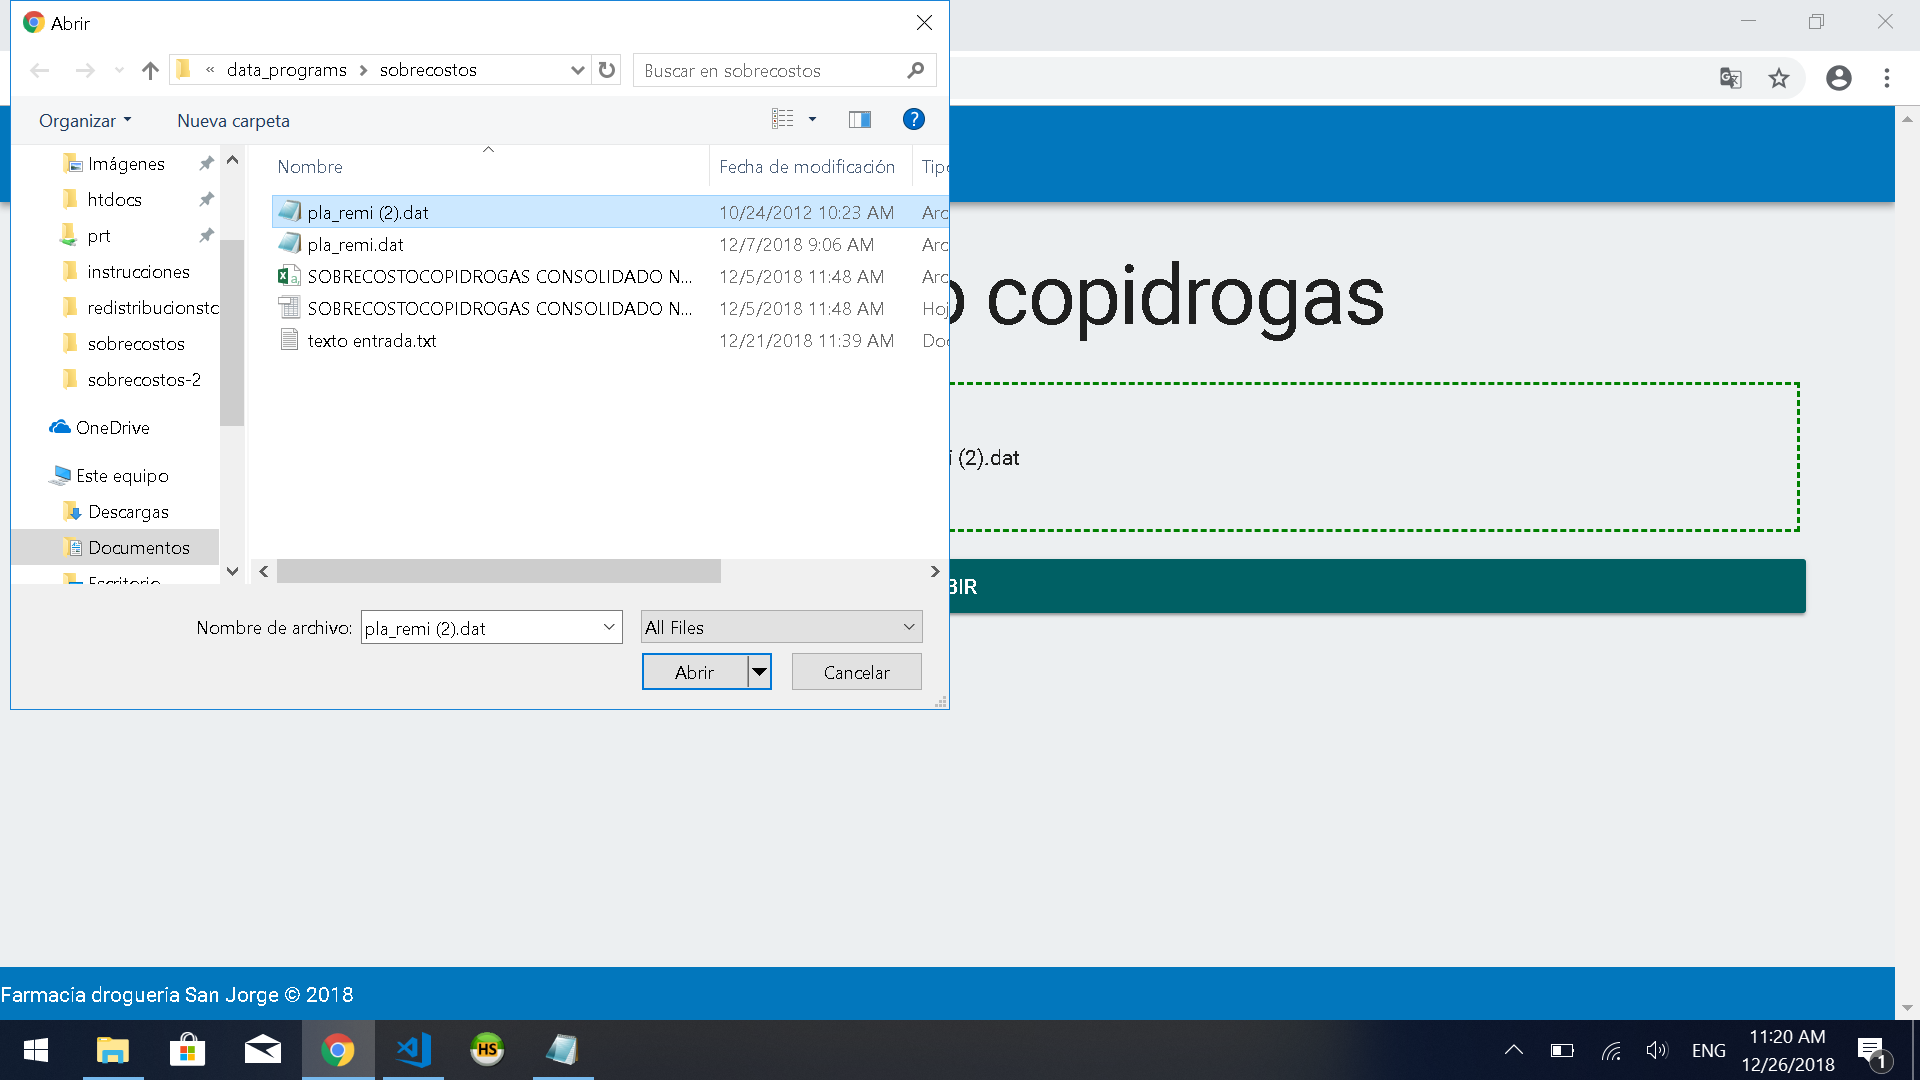 Abrir
« data_programs > sobrecostos
Buscar en sobrecostos
Organizar
Nueva carpeta
Imágenes
htdocs
prt
instrucciones
redistribucionstc
sobrecostos
sobrecostos-2
OneDrive
Este equipo
Descargas
Documentos
Escritorio
Nombre
Fecha de modificación
Tipo
pla_remi (2).dat 10/24/2012 10:23 AM Arc
pla_remi.dat 12/7/2018 9:06 AM Arc
SOBRECOSTOCOPIDROGAS CONSOLIDADO N... 12/5/2018 11:48 AM Arc
SOBRECOSTOCOPIDROGAS CONSOLIDADO N... 12/5/2018 11:48 AM Hoj
texto entrada.txt 12/21/2018 11:39 AM Doc
Nombre de archivo: pla_remi (2).dat
All Files
Abrir
Cancelar
o copidrogas
i (2).dat
BIR
Farmacia drogueria San Jorge © 2018
HS
ENG
11:20 AM
12/26/2018
1